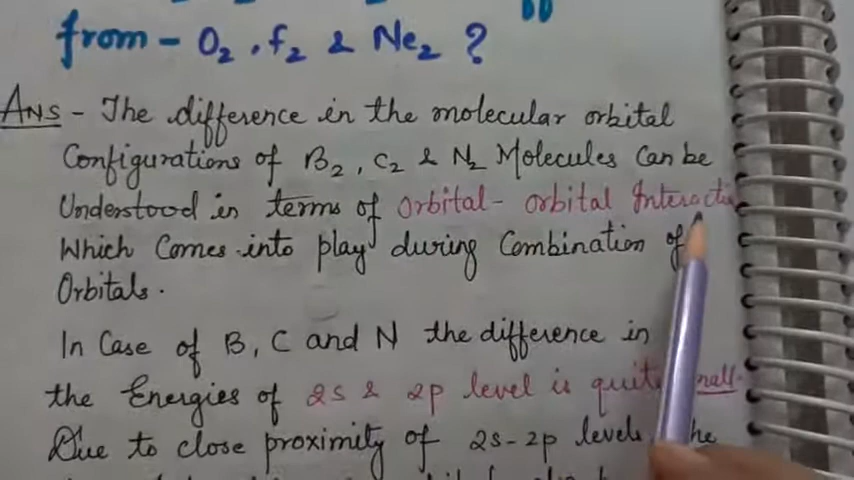 from - O₂, f₂ & Ne₂ ?
Ans - The difference in the molecular orbital
Configurations of B₂, C₂ & N₂ Molecules Can be
Understood in terms of Orbital - orbital
Which Comes into play during Combination of
Orbitals.
In Case of B, C and N the difference in
the Energies of 2s & 2p level is quite
Due to close proximity of 2s-2p levels